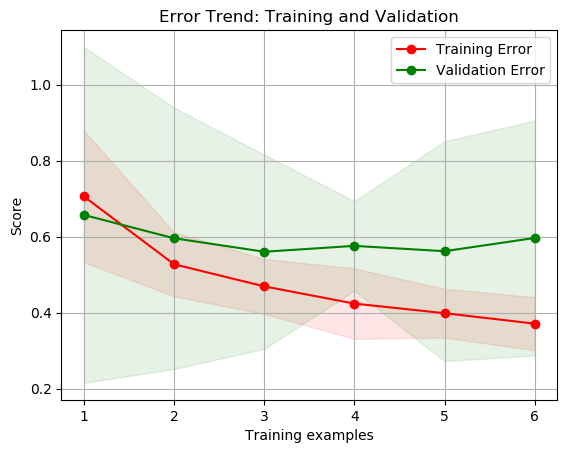 Error Trend: Training and Validation
Training Error
Validation Error
Score
1.0
0.8
0.6
0.4
0.2
1 2 3 4 5 6
Training examples